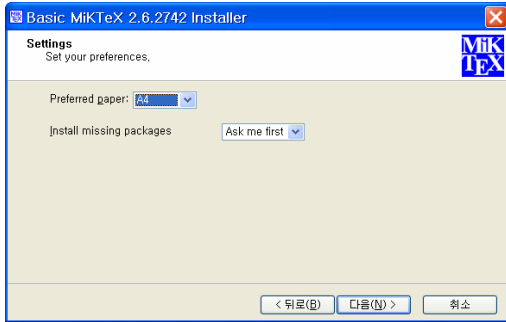 Basic MiKTeX 2.6.2742 Installer
Settings
Set your preferences.
MiK
TEX
Preferred paper: A4
Install missing packages Ask me first
< 뒤로(B) 다음(N) > 취소